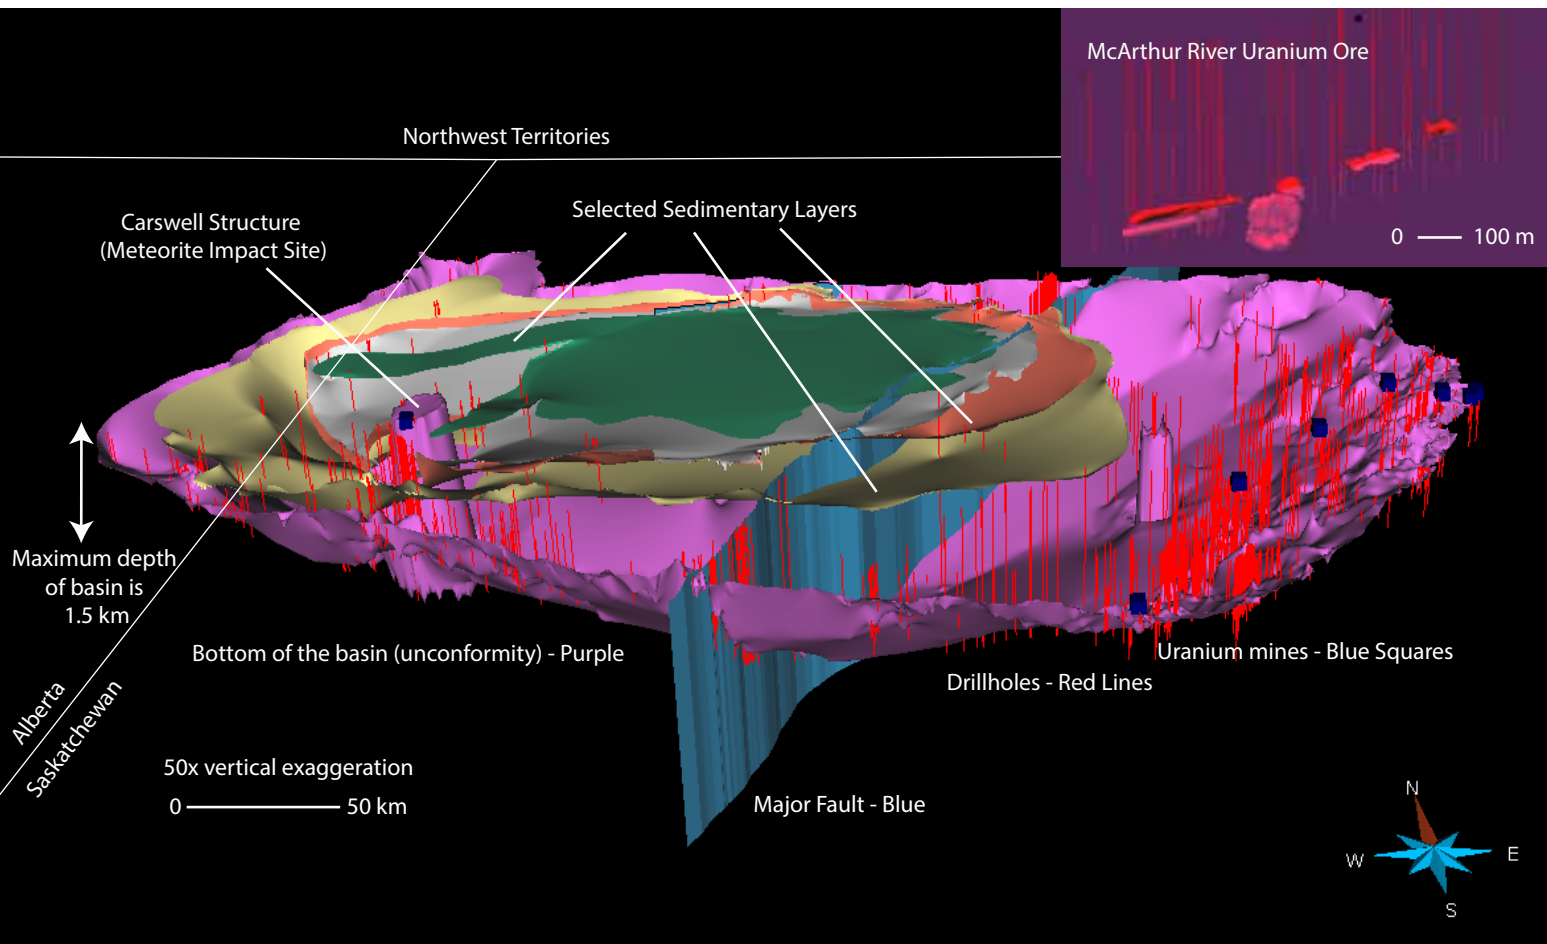 McArthur River Uranium Ore
0 100 m
Northwest Territories
Carswell Structure
(Meteorite Impact Site)
Selected Sedimentary Layers
Maximum depth
of basin is
1.5 km
Bottom of the basin (unconformity) - Purple
Uranium mines - Blue Squares
Drillholes - Red Lines
Alberta
Saskatchewan
50x vertical exaggeration
0 50 km
Major Fault - Blue
N
W
E
S